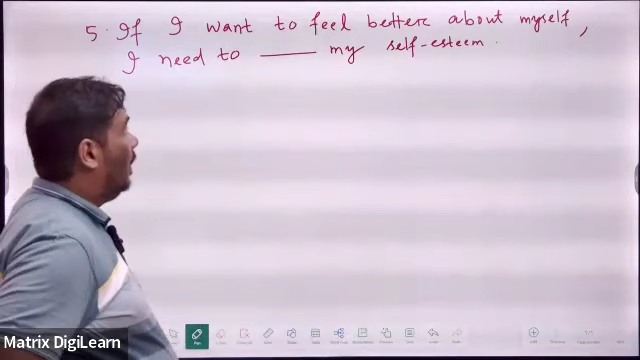 5. If I want to feel better about myself,
I need to ____ my self-esteem.
Matrix DigiLearn